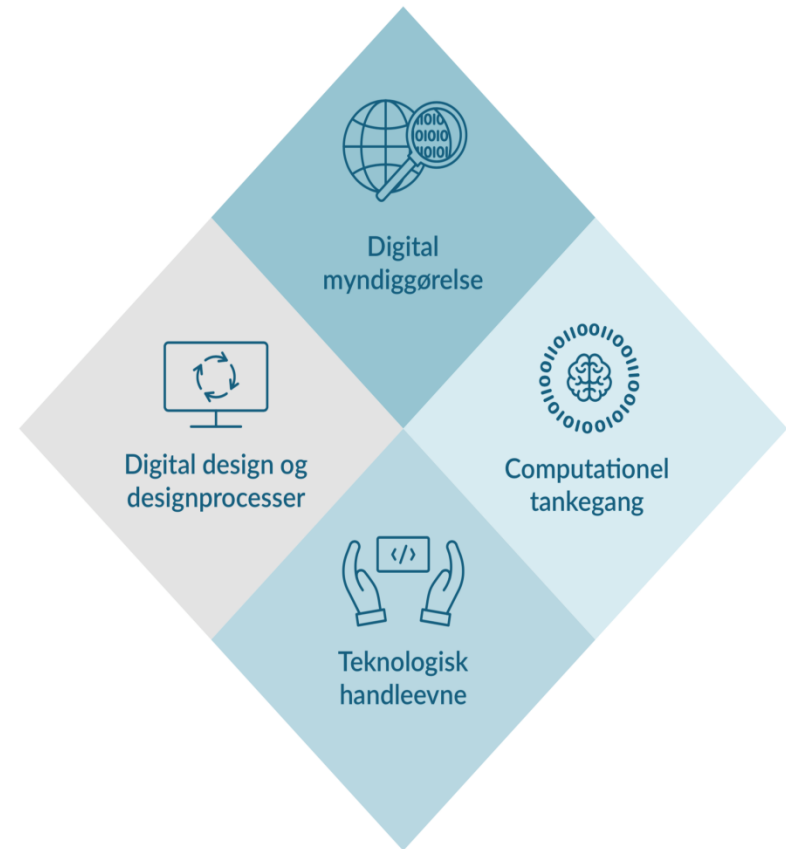 Digital
myndiggørelse
Digital design og
designprocesser
Computationel
tankegang
</>
Teknologisk
handleevne